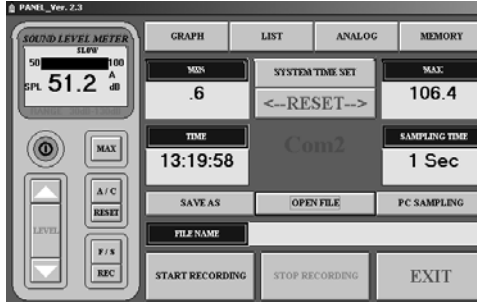 PANEL_Ver. 2.3
SOUND LEVEL METER
SLOW
50 100
SPL 51.2 A dB
MAX
A / C
RESET
LEVEL
F / S
REC
GRAPH LIST ANALOG MEMORY
MIN SYSTEM TIME SET MAX
.6 <--RESET--> 106.4
TIME Com2 SAMPLING TIME
13:19:58 1 Sec
SAVE AS OPEN FILE PC SAMPLING
FILE NAME
START RECORDING STOP RECORDING EXIT